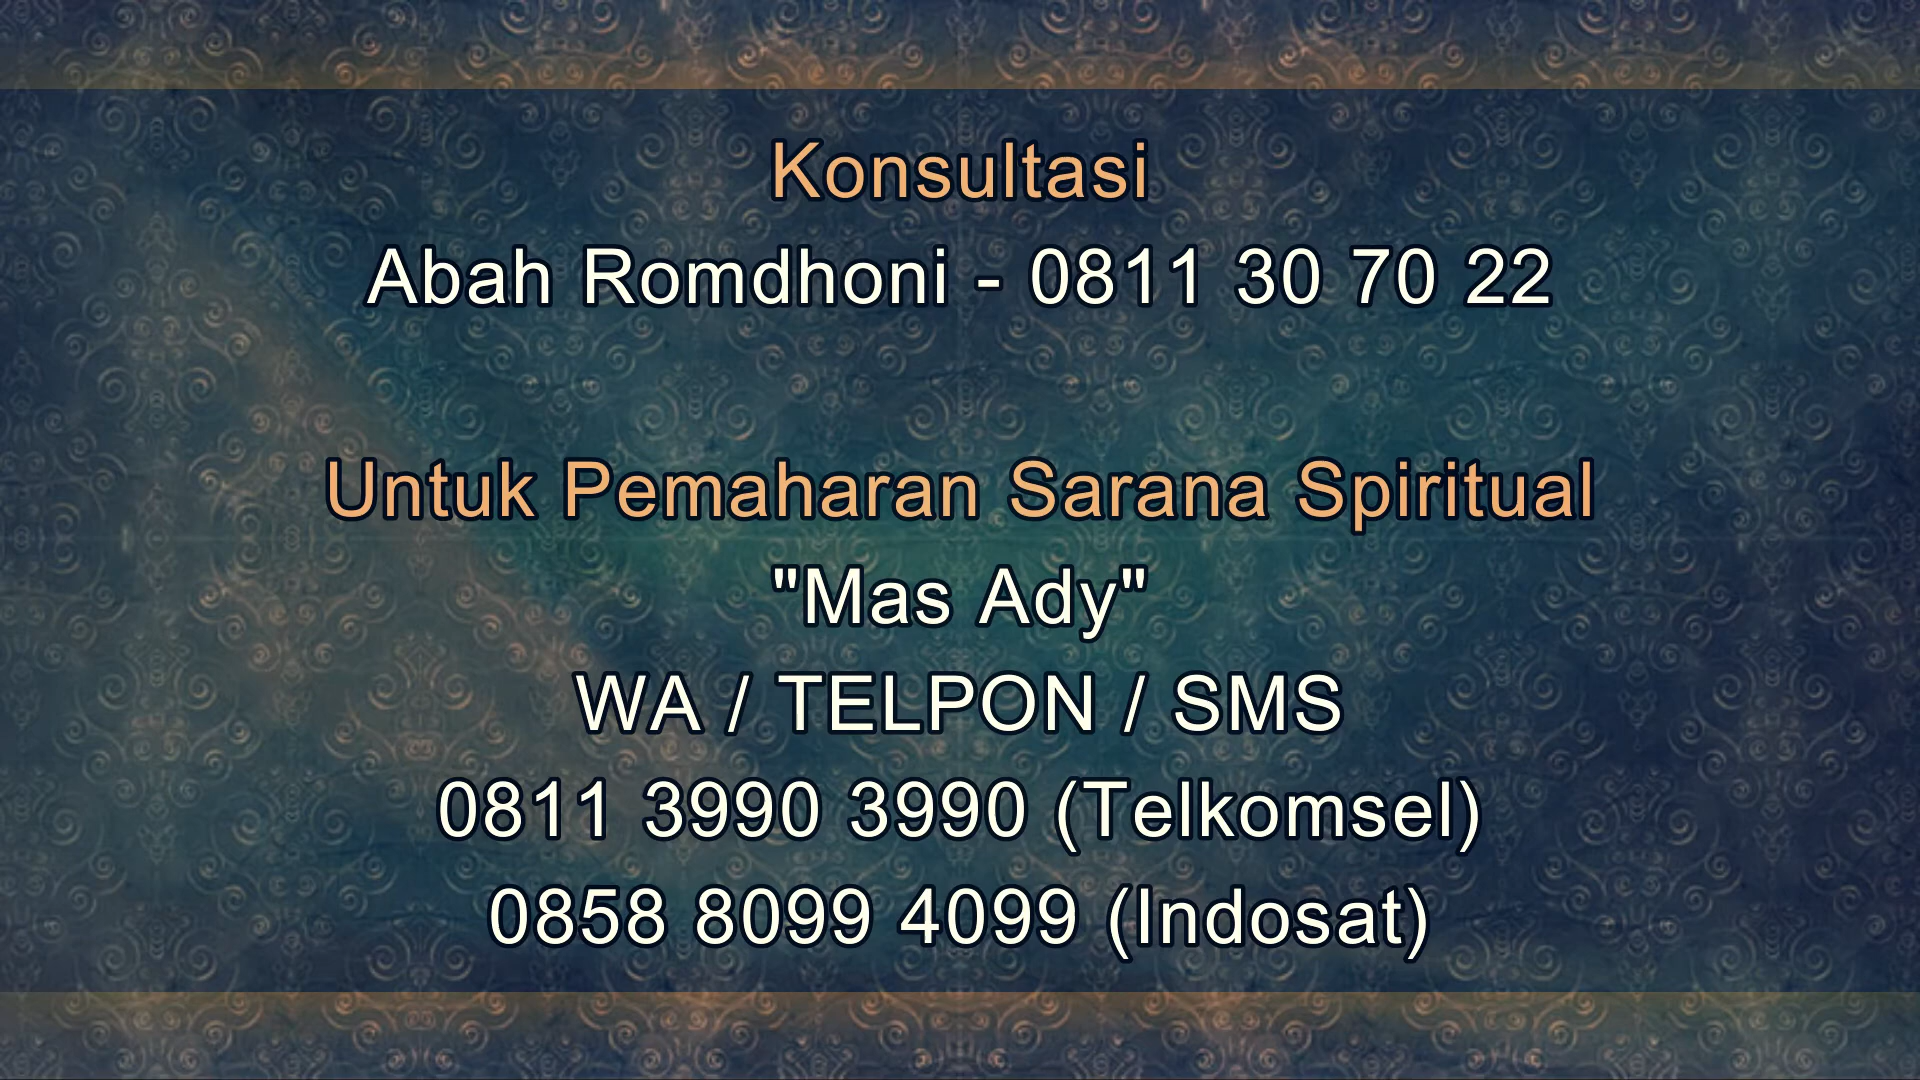 Konsultasi
Abah Romdhoni - 0811 30 70 22
Untuk Pemaharan Sarana Spiritual
"Mas Ady"
WA / TELPON / SMS
0811 3990 3990 (Telkomsel)
0858 8099 4099 (Indosat)